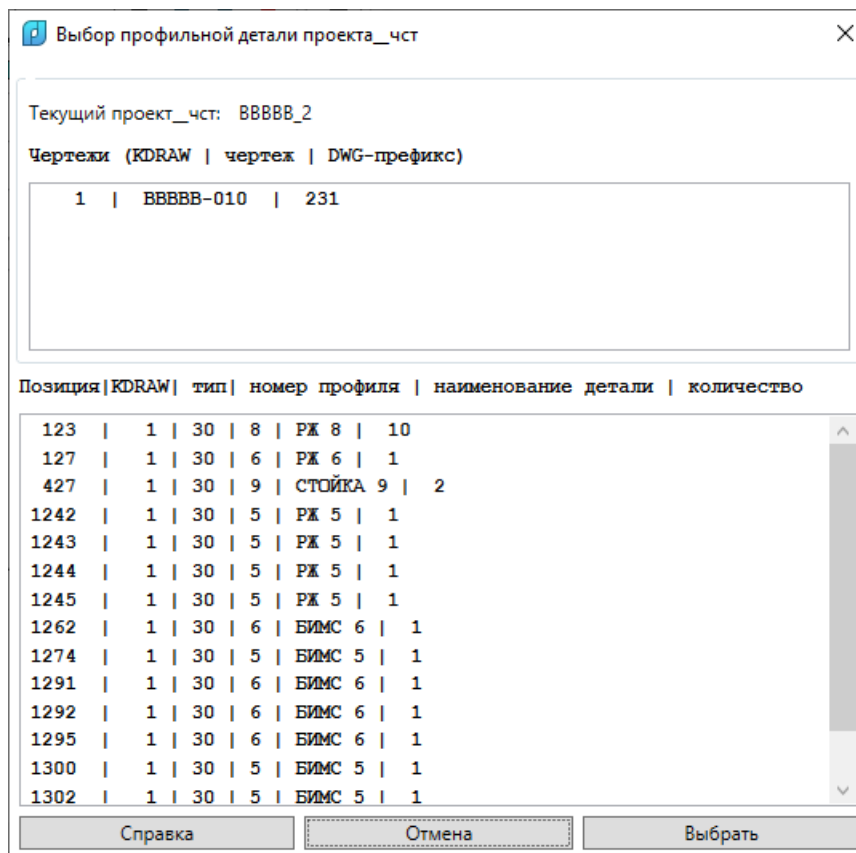 Выбор профильной детали проекта__чст
Текущий проект__чст: BBBBB_2
Чертежи (KDRAW | чертеж | DWG-префикс)
1 | BBBBB-010 | 231
Позиция|KDRAW| тип| номер профиля | наименование детали | количество
123 | 1 | 30 | 8 | РЖ 8 | 10
127 | 1 | 30 | 6 | РЖ 6 | 1
427 | 1 | 30 | 9 | СТОЙКА 9 | 2
1242 | 1 | 30 | 5 | РЖ 5 | 1
1243 | 1 | 30 | 5 | РЖ 5 | 1
1244 | 1 | 30 | 5 | РЖ 5 | 1
1245 | 1 | 30 | 5 | РЖ 5 | 1
1262 | 1 | 30 | 6 | БИМС 6 | 1
1274 | 1 | 30 | 5 | БИМС 5 | 1
1291 | 1 | 30 | 6 | БИМС 6 | 1
1292 | 1 | 30 | 6 | БИМС 6 | 1
1295 | 1 | 30 | 6 | БИМС 6 | 1
1300 | 1 | 30 | 5 | БИМС 5 | 1
1302 | 1 | 30 | 5 | БИМС 5 | 1
Справка Отмена Выбрать